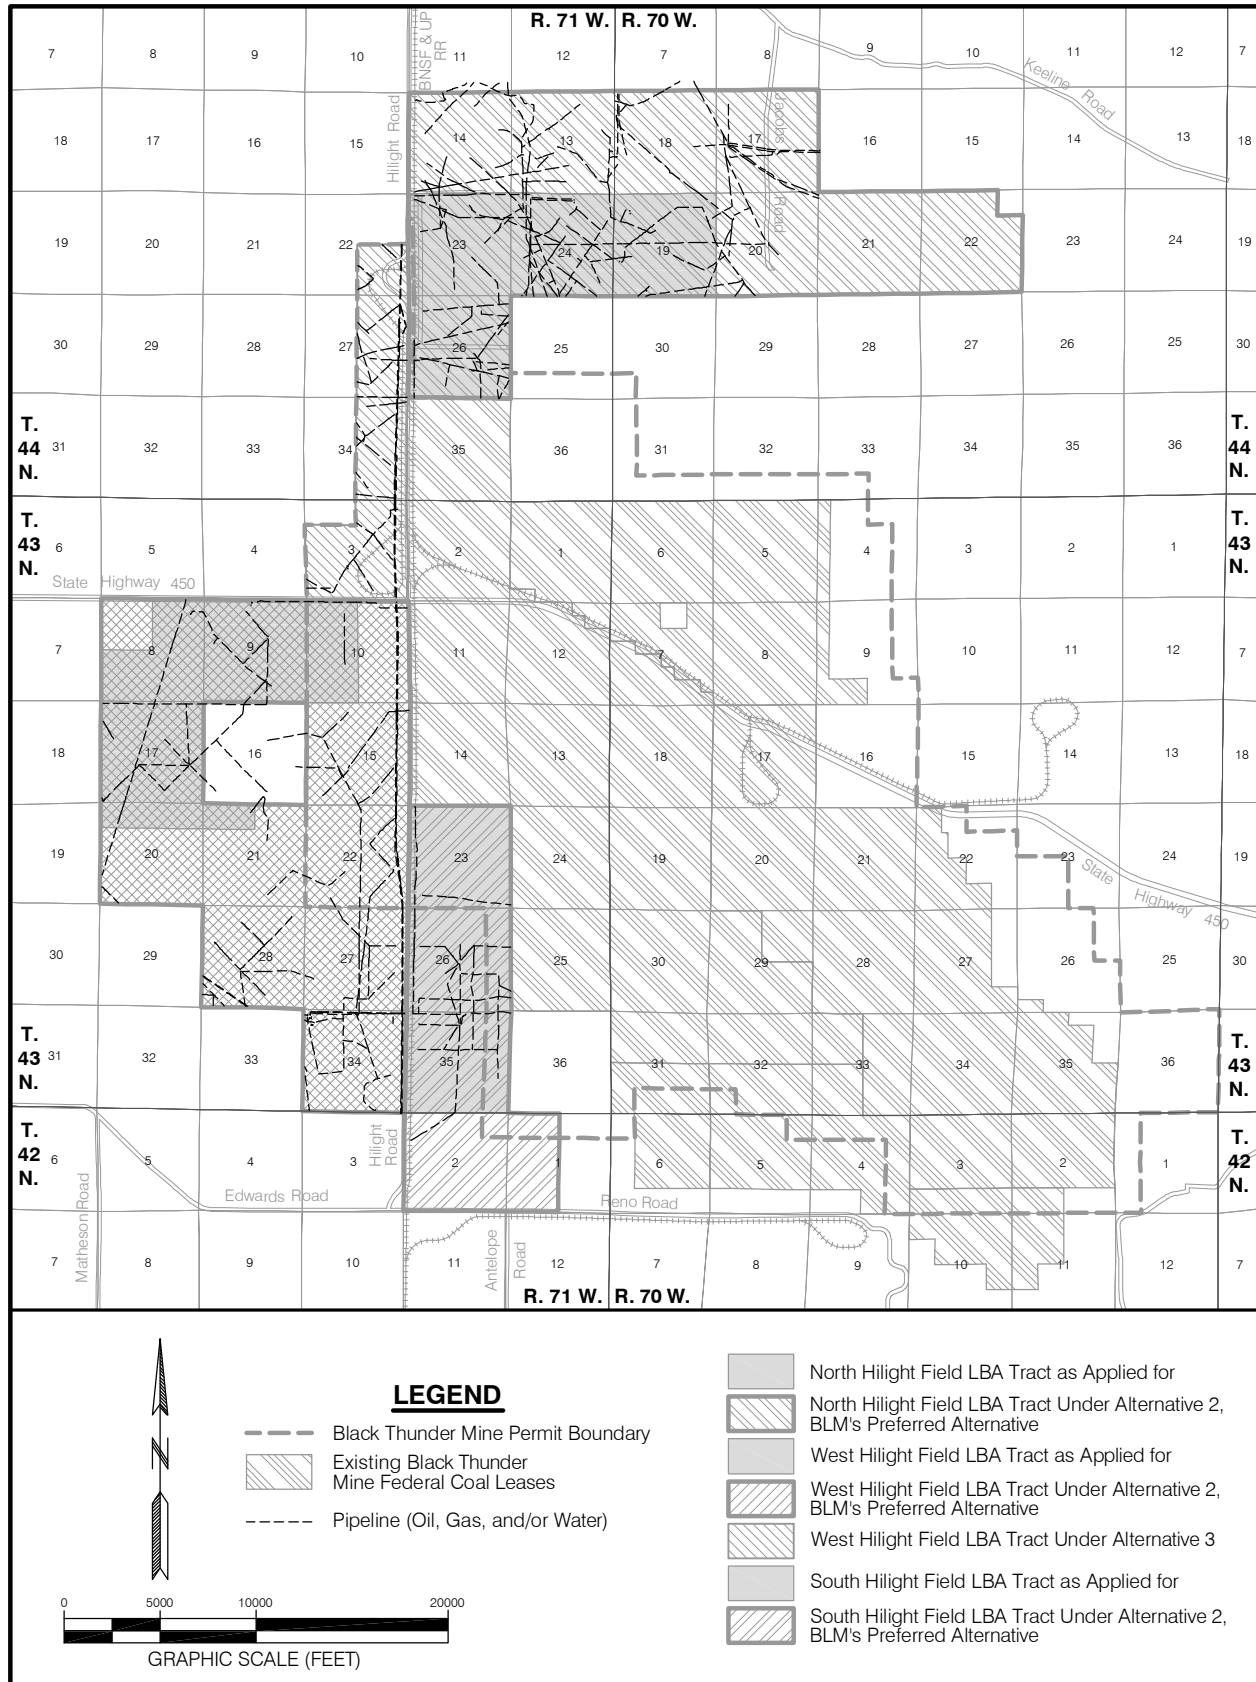 R. 71 W. R. 70 W.
7 8 9 10 11 12 7 8 9 10 11 12 7
BNSF & UP
RR
Keeline Road
Hilight Road
Jacobs Road
18 17 16 15 14 13 18 17 16 15 14 13 18
19 20 21 22 23 24 19 20 21 22 23 24 19
30 29 28 27 26 25 30 29 28 27 26 25 30
T.
44
N.
31 32 33 34 35 36 31 32 33 34 35 36
T.
44
N.
T.
43
N.
6 5 4 3 2 1 6 5 4 3 2 1
T.
43
N.
State Highway 450
7 8 9 10 11 12 7 8 9 10 11 12 7
18 17 16 15 14 13 18 17 16 15 14 13 18
19 20 21 22 23 24 19 20 21 22 23 24 19
State Highway 450
30 29 28 27 26 25 30 29 28 27 26 25 30
T.
43
N.
31 32 33 34 35 36 31 32 33 34 35 36
T.
43
N.
T.
42
N.
6 5 4 3 2 1 6 5 4 3 2 1
T.
42
N.
Hilight
Road
Edwards Road
Reno Road
Matheson Road
Antelope
Road
7 8 9 10 11 12 7 8 9 10 11 12 7
R. 71 W. R. 70 W.
LEGEND
Black Thunder Mine Permit Boundary
Existing Black Thunder
Mine Federal Coal Leases
Pipeline (Oil, Gas, and/or Water)
N
0 5000 10000 20000
GRAPHIC SCALE (FEET)
North Hilight Field LBA Tract as Applied for
North Hilight Field LBA Tract Under Alternative 2,
BLM's Preferred Alternative
West Hilight Field LBA Tract as Applied for
West Hilight Field LBA Tract Under Alternative 2,
BLM's Preferred Alternative
West Hilight Field LBA Tract Under Alternative 3
South Hilight Field LBA Tract as Applied for
South Hilight Field LBA Tract Under Alternative 2,
BLM's Preferred Alternative